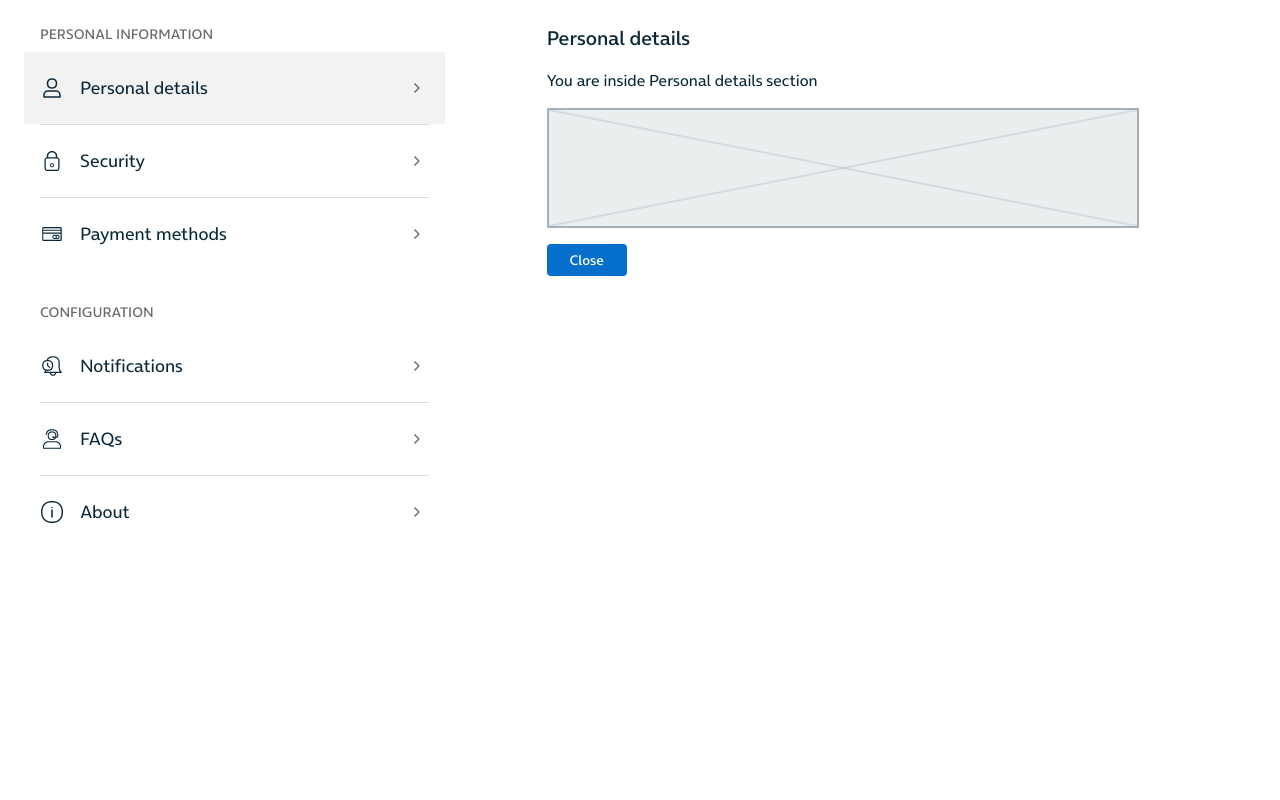 PERSONAL INFORMATION
Personal details
Security
Payment methods
CONFIGURATION
Notifications
FAQs
About
Personal details
You are inside Personal details section
Close